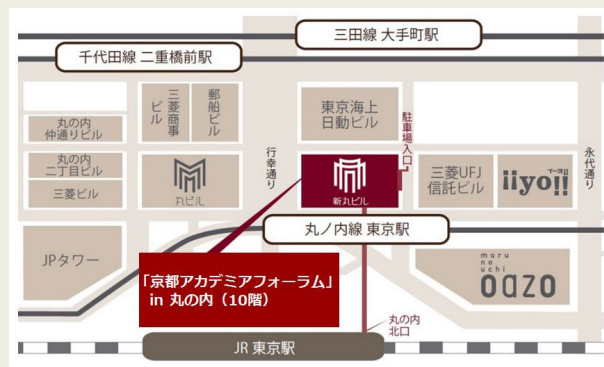 三田線 大手町駅
千代田線 二重橋前駅
丸の内
仲通りビル
三菱商事
ビル
郵船ビル
東京海上
日動ビル
駐車場入口
行幸通り
永代通り
丸の内
二丁目ビル
三菱ビル
丸ビル
新丸ビル
三菱UFJ
信託ビル
iiyo!!
イーヨ!!
丸ノ内線 東京駅
JPタワー
「京都アカデミアフォーラム」
in 丸の内（10階）
maru
no
uchi
oazo
丸の内
北口
JR 東京駅